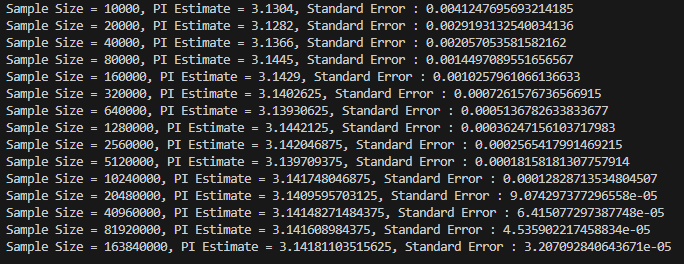 Sample Size = 10000, PI Estimate = 3.1304, Standard Error : 0.0041247695693214185
Sample Size = 20000, PI Estimate = 3.1282, Standard Error : 0.0029193132540034136
Sample Size = 40000, PI Estimate = 3.1366, Standard Error : 0.002057053581582162
Sample Size = 80000, PI Estimate = 3.1445, Standard Error : 0.0014497089551656567
Sample Size = 160000, PI Estimate = 3.1429, Standard Error : 0.0010257961066136633
Sample Size = 320000, PI Estimate = 3.1402625, Standard Error : 0.0007261576736566915
Sample Size = 640000, PI Estimate = 3.13930625, Standard Error : 0.0005136782633833677
Sample Size = 1280000, PI Estimate = 3.1442125, Standard Error : 0.00036247156103717983
Sample Size = 2560000, PI Estimate = 3.142046875, Standard Error : 0.0002565417991469215
Sample Size = 5120000, PI Estimate = 3.139709375, Standard Error : 0.00018158181307757914
Sample Size = 10240000, PI Estimate = 3.141748046875, Standard Error : 0.00012828713534804507
Sample Size = 20480000, PI Estimate = 3.1409595703125, Standard Error : 9.074297377296558e-05
Sample Size = 40960000, PI Estimate = 3.14148271484375, Standard Error : 6.415077297387748e-05
Sample Size = 81920000, PI Estimate = 3.141608984375, Standard Error : 4.535902217458834e-05
Sample Size = 163840000, PI Estimate = 3.14181103515625, Standard Error : 3.207092840643671e-05